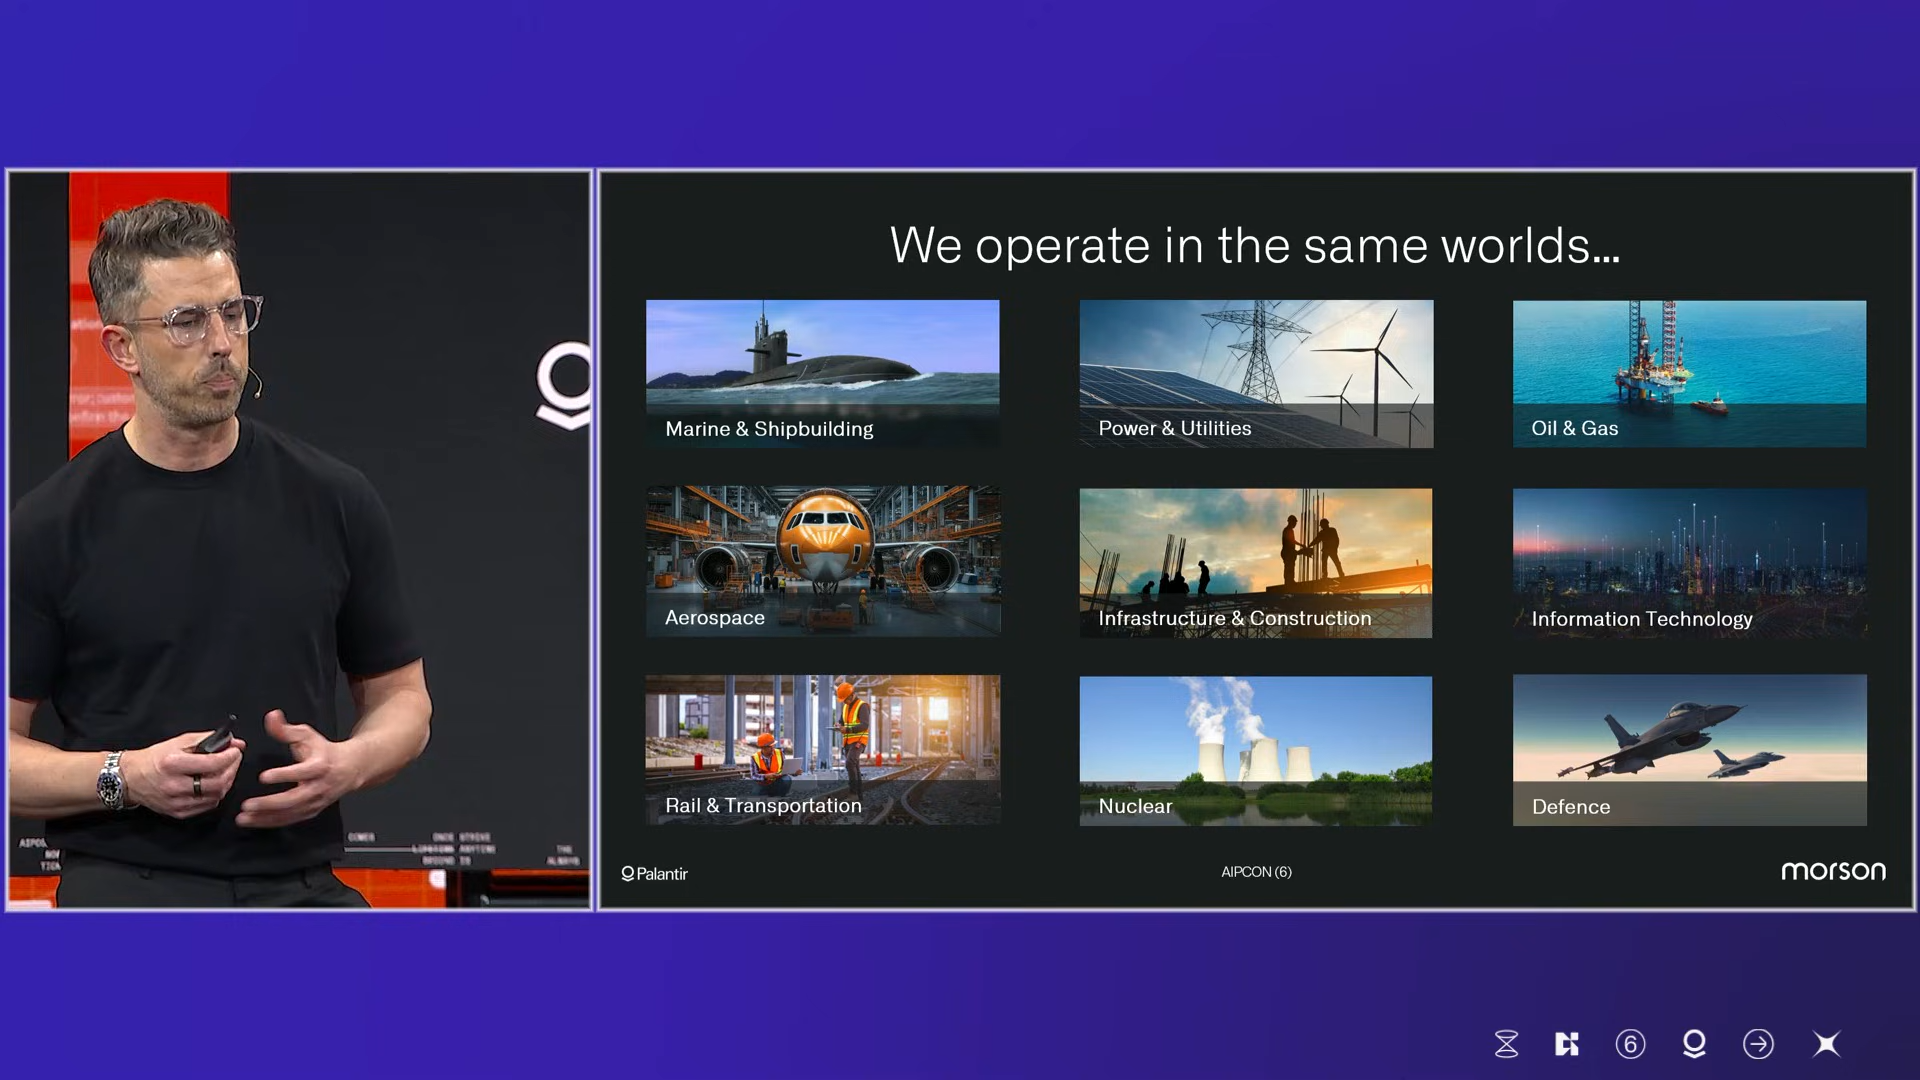 We operate in the same worlds...
Marine & Shipbuilding
Power & Utilities
Oil & Gas
Aerospace
Infrastructure & Construction
Information Technology
Rail & Transportation
Nuclear
Defence
Palantir
AIPCON (6)
morson
6